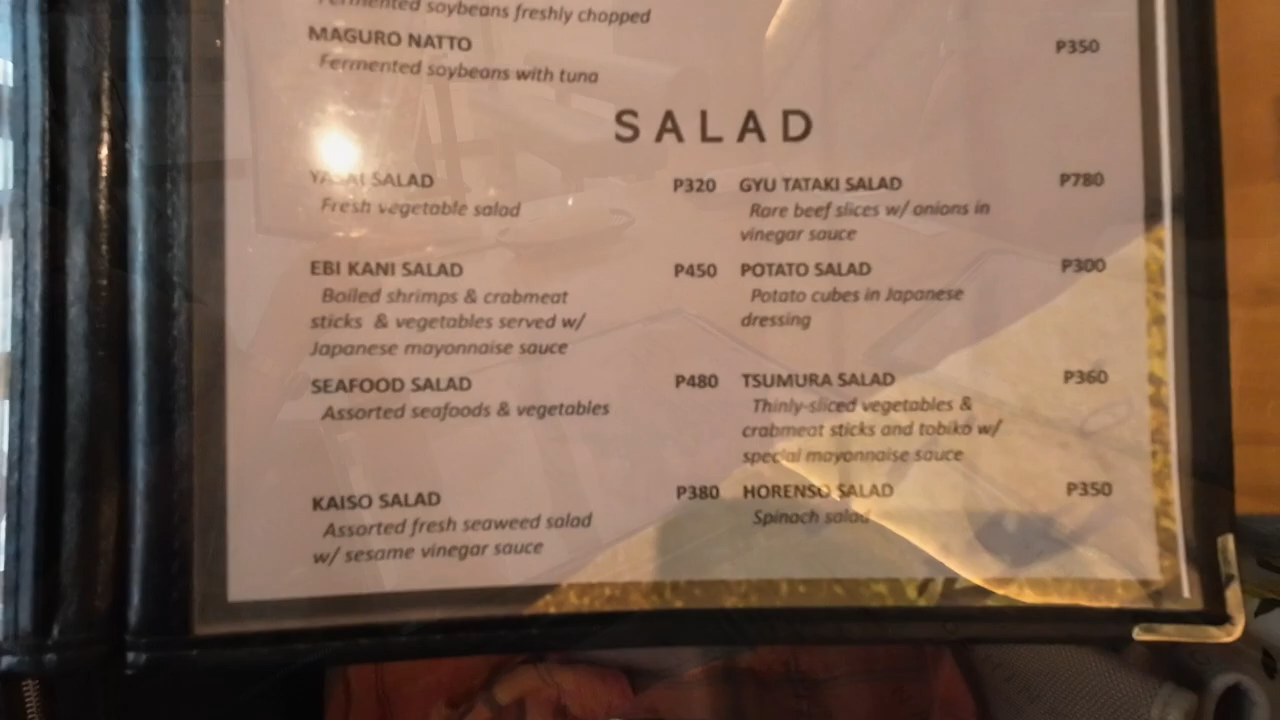 Fermented soybeans freshly chopped
MAGURO NATTO P350
Fermented soybeans with tuna
SALAD
YASAI SALAD P320
Fresh vegetable salad
EBI KANI SALAD P450
Boiled shrimps & crabmeat
sticks & vegetables served w/
Japanese mayonnaise sauce
SEAFOOD SALAD P480
Assorted seafoods & vegetables
KAISO SALAD P380
Assorted fresh seaweed salad
w/ sesame vinegar sauce
GYU TATAKI SALAD P780
Rare beef slices w/ onions in
vinegar sauce
POTATO SALAD P300
Potato cubes in Japanese
dressing
TSUMURA SALAD P360
Thinly-sliced vegetables &
crabmeat sticks and tobiko w/
special mayonnaise sauce
HORENSO SALAD P350
Spinach salad